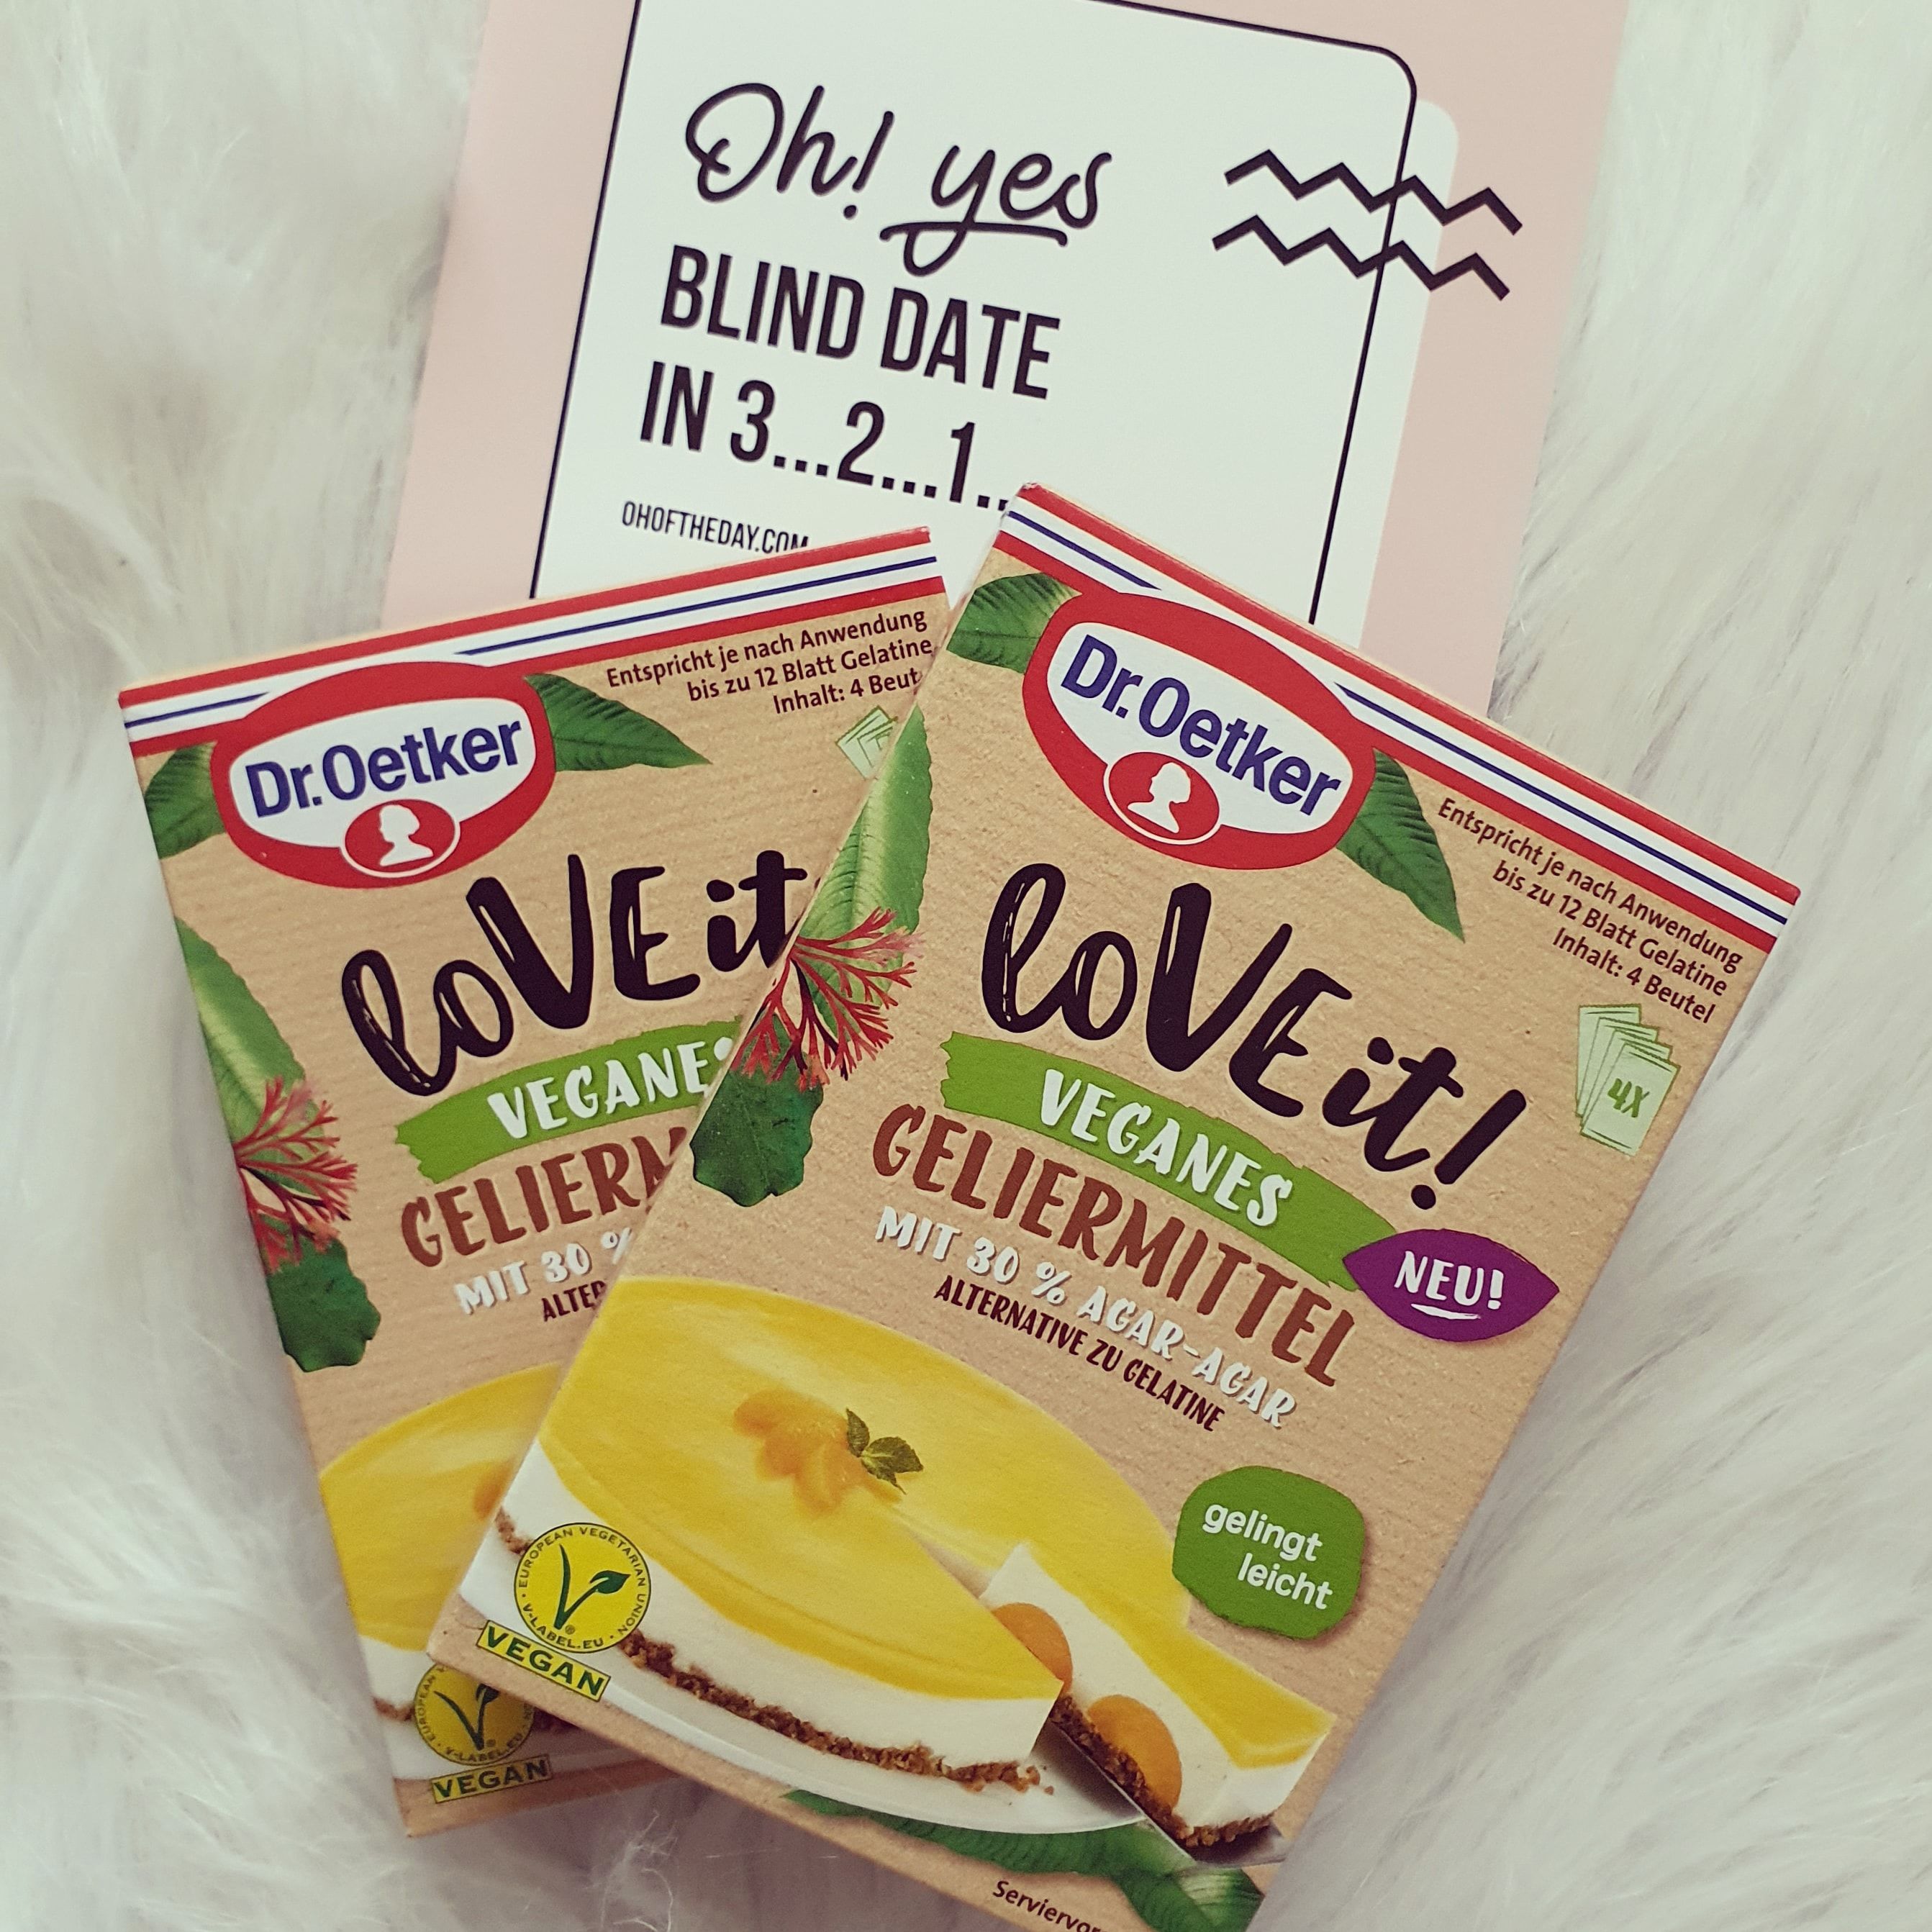 Oh! yes
BLIND DATE
IN 3...2...1...
OHOFTHEDAY.COM
Dr. Oetker
Entspricht je nach Anwendung
bis zu 12 Blatt Gelatine
Inhalt: 4
loVE it
MIT 30 %
EUROPEAN
V-LABEL.EU
VEGAN
Dr. Oetker
Entspricht je nach Anwendung
bis zu 12 Blatt Gelatine
Inhalt: 4 Beutel
4X
loVE it!
VEGANES
GELIERMITTEL
MIT 30 % AGAR-AGAR
ALTERNATIVE ZU GELATINE
NEU!
gelingt
leicht
EUROPEAN VEGETARIAN UNION
V-LABEL.EU
VEGAN